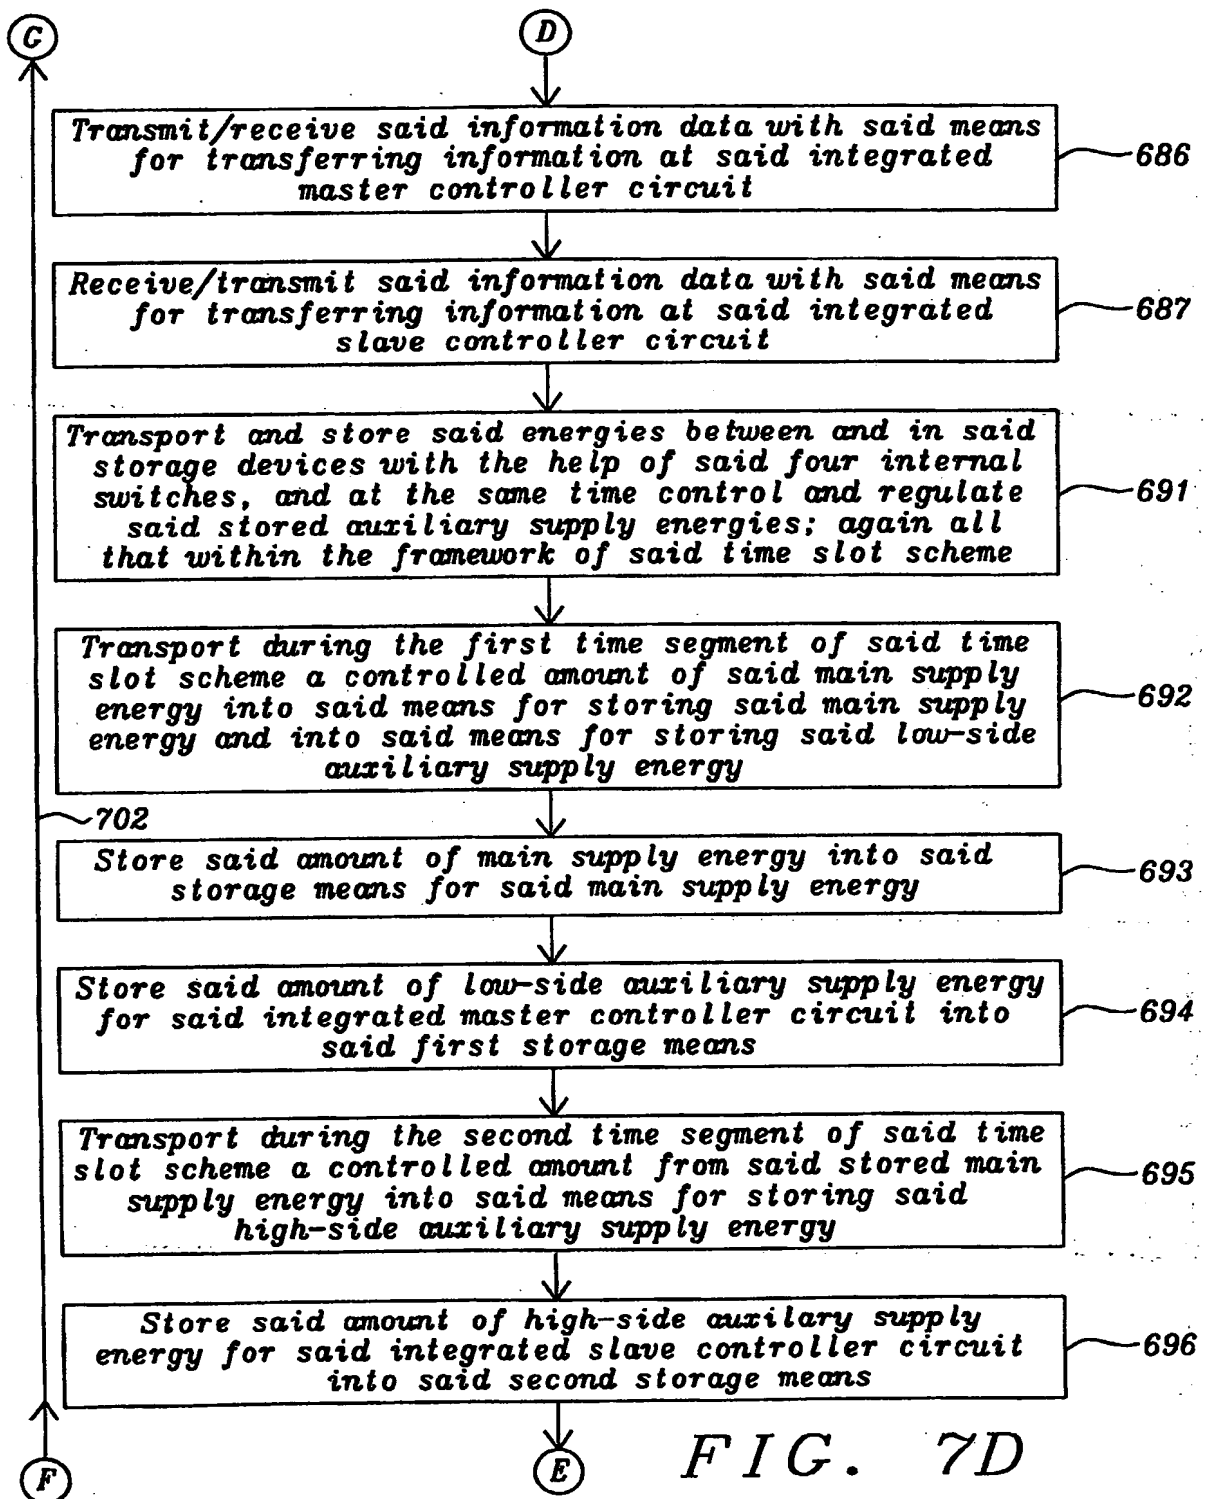 G
D
Transmit/receive said information data with said means
for transferring information at said integrated
master controller circuit
686
Receive/transmit said information data with said means
for transferring information at said integrated
slave controller circuit
687
Transport and store said energies between and in said
storage devices with the help of said four internal
switches, and at the same time control and regulate
said stored auxiliary supply energies; again all
that within the framework of said time slot scheme
691
Transport during the first time segment of said time
slot scheme a controlled amount of said main supply
energy into said means for storing said main supply
energy and into said means for storing said low-side
auxiliary supply energy
692
702
Store said amount of main supply energy into said
storage means for said main supply energy
693
Store said amount of low-side auxiliary supply energy
for said integrated master controller circuit into
said first storage means
694
Transport during the second time segment of said time
slot scheme a controlled amount from said stored main
supply energy into said means for storing said
high-side auxiliary supply energy
695
Store said amount of high-side auxilary supply
energy for said integrated slave controller circuit
into said second storage means
696
F
E
FIG. 7D